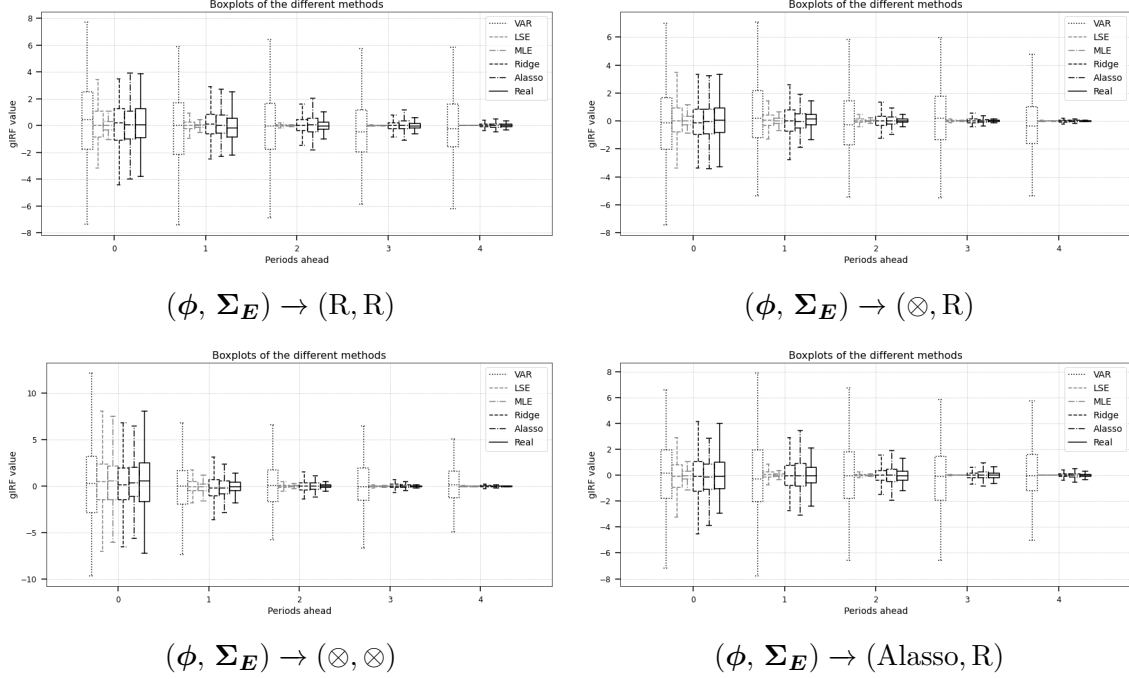 Boxplots of the different methods
8
6
4
2
0
−2
−4
−6
−8
gIRF value
0 1 2 3 4
Periods ahead
VAR
LSE
MLE
Ridge
Alasso
Real
(ϕ, Σ_E) → (R, R)
Boxplots of the different methods
8
6
4
2
0
−2
−4
−6
−8
gIRF value
0 1 2 3 4
Periods ahead
VAR
LSE
MLE
Ridge
Alasso
Real
(ϕ, Σ_E) → (⊗, R)
Boxplots of the different methods
10
5
0
−5
−10
gIRF value
0 1 2 3 4
Periods ahead
VAR
LSE
MLE
Ridge
Alasso
Real
(ϕ, Σ_E) → (⊗, ⊗)
Boxplots of the different methods
8
6
4
2
0
−2
−4
−6
−8
gIRF value
0 1 2 3 4
Periods ahead
VAR
LSE
MLE
Ridge
Alasso
Real
(ϕ, Σ_E) → (Alasso, R)